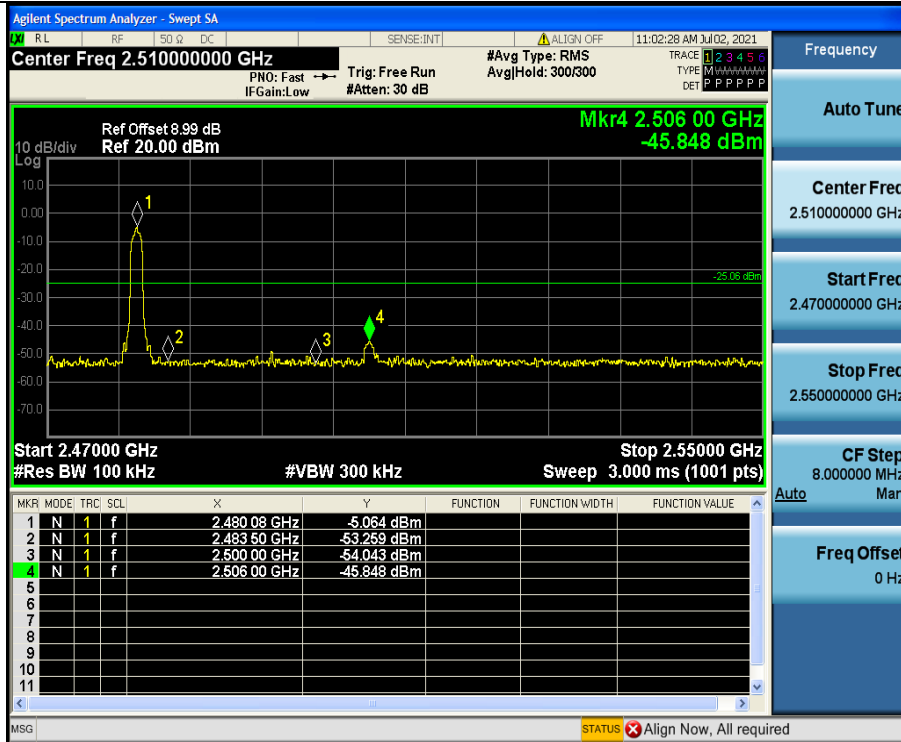 Agilent Spectrum Analyzer - Swept SA
LXI RL RF 50 Ω DC SENSE:INT ALIGN OFF 11:02:28 AM Jul 02, 2021
Center Freq 2.510000000 GHz
PNO: Fast
IFGain:Low
Trig: Free Run
#Atten: 30 dB
#Avg Type: RMS
Avg|Hold: 300/300
TRACE 1 2 3 4 5 6
TYPE M
DET P P P P P P
Ref Offset 8.99 dB
10 dB/div Ref 20.00 dBm
Log
Mkr4 2.506 00 GHz
-45.848 dBm
10.0
0.00
-10.0
-20.0
-30.0
-40.0
-50.0
-60.0
-70.0
1
2
3
4
-25.06 dBm
Start 2.47000 GHz Stop 2.55000 GHz
#Res BW 100 kHz #VBW 300 kHz Sweep 3.000 ms (1001 pts)
MKR MODE TRC SCL X Y FUNCTION FUNCTION WIDTH FUNCTION VALUE
1 N 1 f 2.480 08 GHz -5.064 dBm
2 N 1 f 2.483 50 GHz -53.259 dBm
3 N 1 f 2.500 00 GHz -54.043 dBm
4 N 1 f 2.506 00 GHz -45.848 dBm
5
6
7
8
9
10
11
MSG STATUS Align Now, All required
Frequency
Auto Tune
Center Freq
2.510000000 GHz
Start Freq
2.470000000 GHz
Stop Freq
2.550000000 GHz
CF Step
8.000000 MHz
Auto Man
Freq Offset
0 Hz